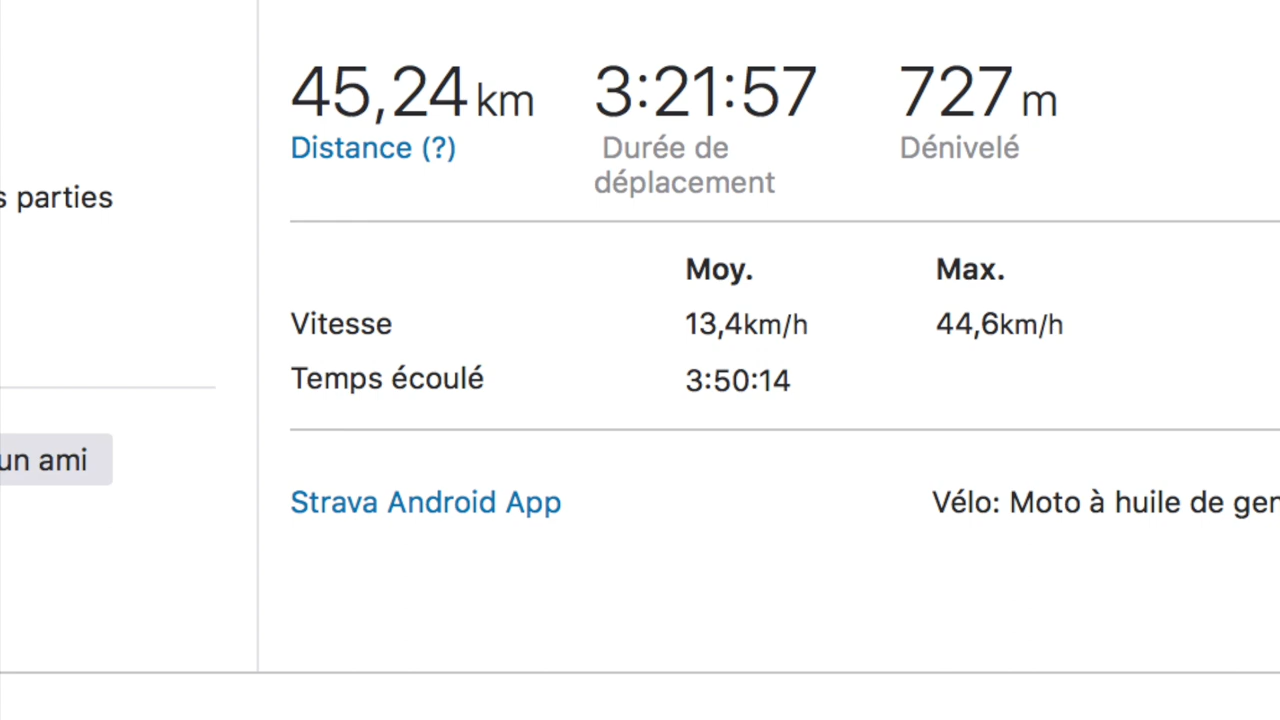 s parties
un ami
45,24 km 3:21:57 727 m
Distance (?) Durée de Dénivelé
déplacement
Moy. Max.
Vitesse 13,4km/h 44,6km/h
Temps écoulé 3:50:14
Strava Android App Vélo: Moto à huile de